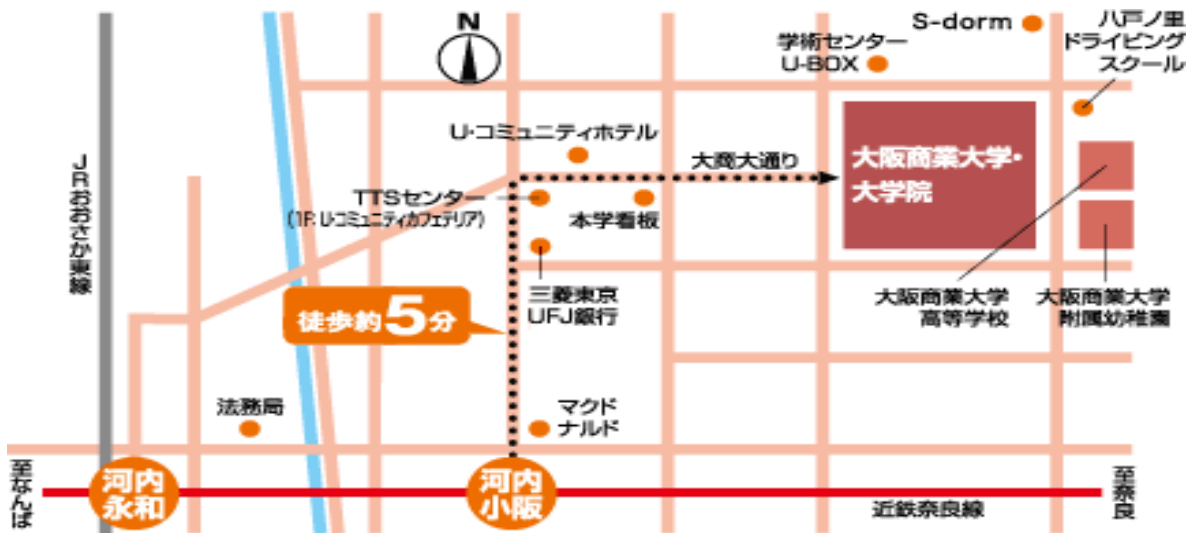 N
S-dorm
八戸ノ里
ドライビング
スクール
学術センター
U-BOX
U・コミュニティホテル
大商大通り
大阪商業大学・
大学院
JRおおさか東線
TTSセンター
(1F: U・コミュニティカフェテリア)
本学看板
三菱東京
UFJ銀行
大阪商業大学
高等学校
大阪商業大学
附属幼稚園
徒歩約5分
法務局
マクド
ナルド
至なんば
河内
永和
河内
小阪
近鉄奈良線
至奈良